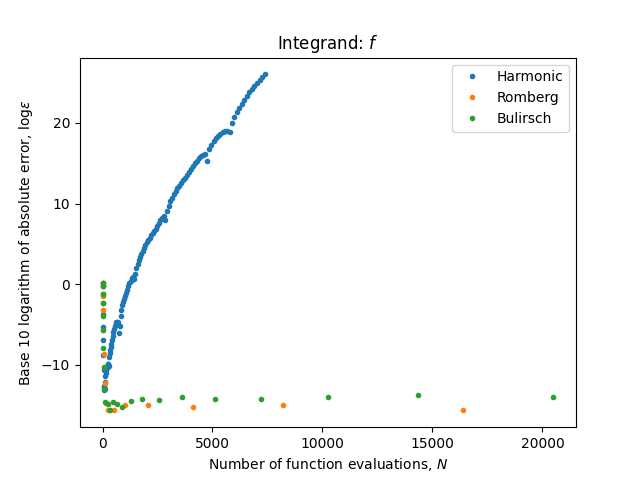 Integrand: f
Harmonic
Romberg
Bulirsch
Base 10 logarithm of absolute error, logε
20
10
0
−10
0 5000 10000 15000 20000
Number of function evaluations, N